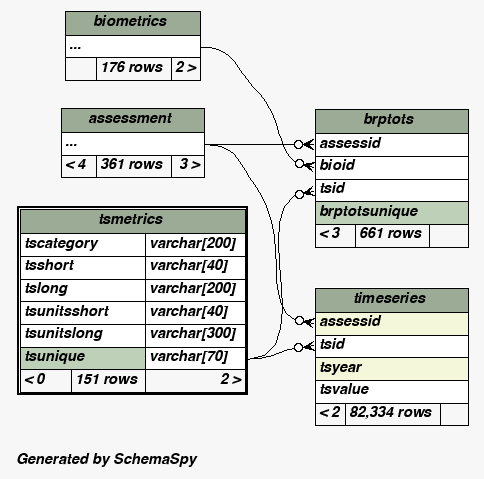 biometrics
...
176 rows 2 >
assessment
...
< 4 361 rows 3 >
brptots
assessid
bioid
tsid
brptotsunique
< 3 661 rows
tsmetrics
tscategory varchar[200]
tsshort varchar[40]
tslong varchar[200]
tsunitsshort varchar[40]
tsunitslong varchar[300]
tsunique varchar[70]
< 0 151 rows 2 >
timeseries
assessid
tsid
tsyear
tsvalue
< 2 82,334 rows
Generated by SchemaSpy